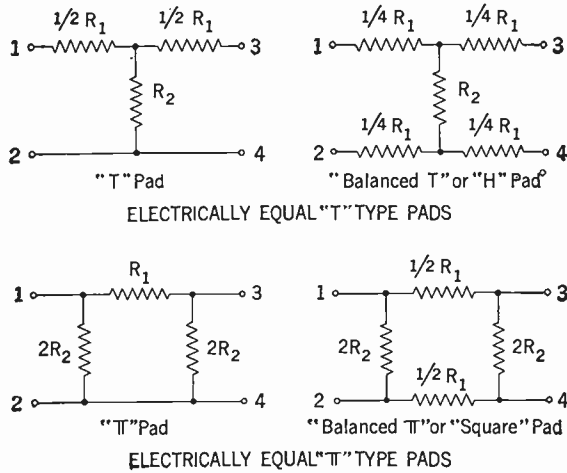 1/2 R₁ 1/2 R₁ 1/4 R₁ 1/4 R₁
1 3 1 3
R₂ R₂
1/4 R₁ 1/4 R₁
2 4 2 4
"T" Pad "Balanced T" or "H" Pad
ELECTRICALLY EQUAL "T" TYPE PADS
R₁ 1/2 R₁
1 3 1 3
2R₂ 2R₂ 2R₂ 2R₂
1/2 R₁
2 4 2 4
"π" Pad "Balanced π" or "Square" Pad
ELECTRICALLY EQUAL "π" TYPE PADS